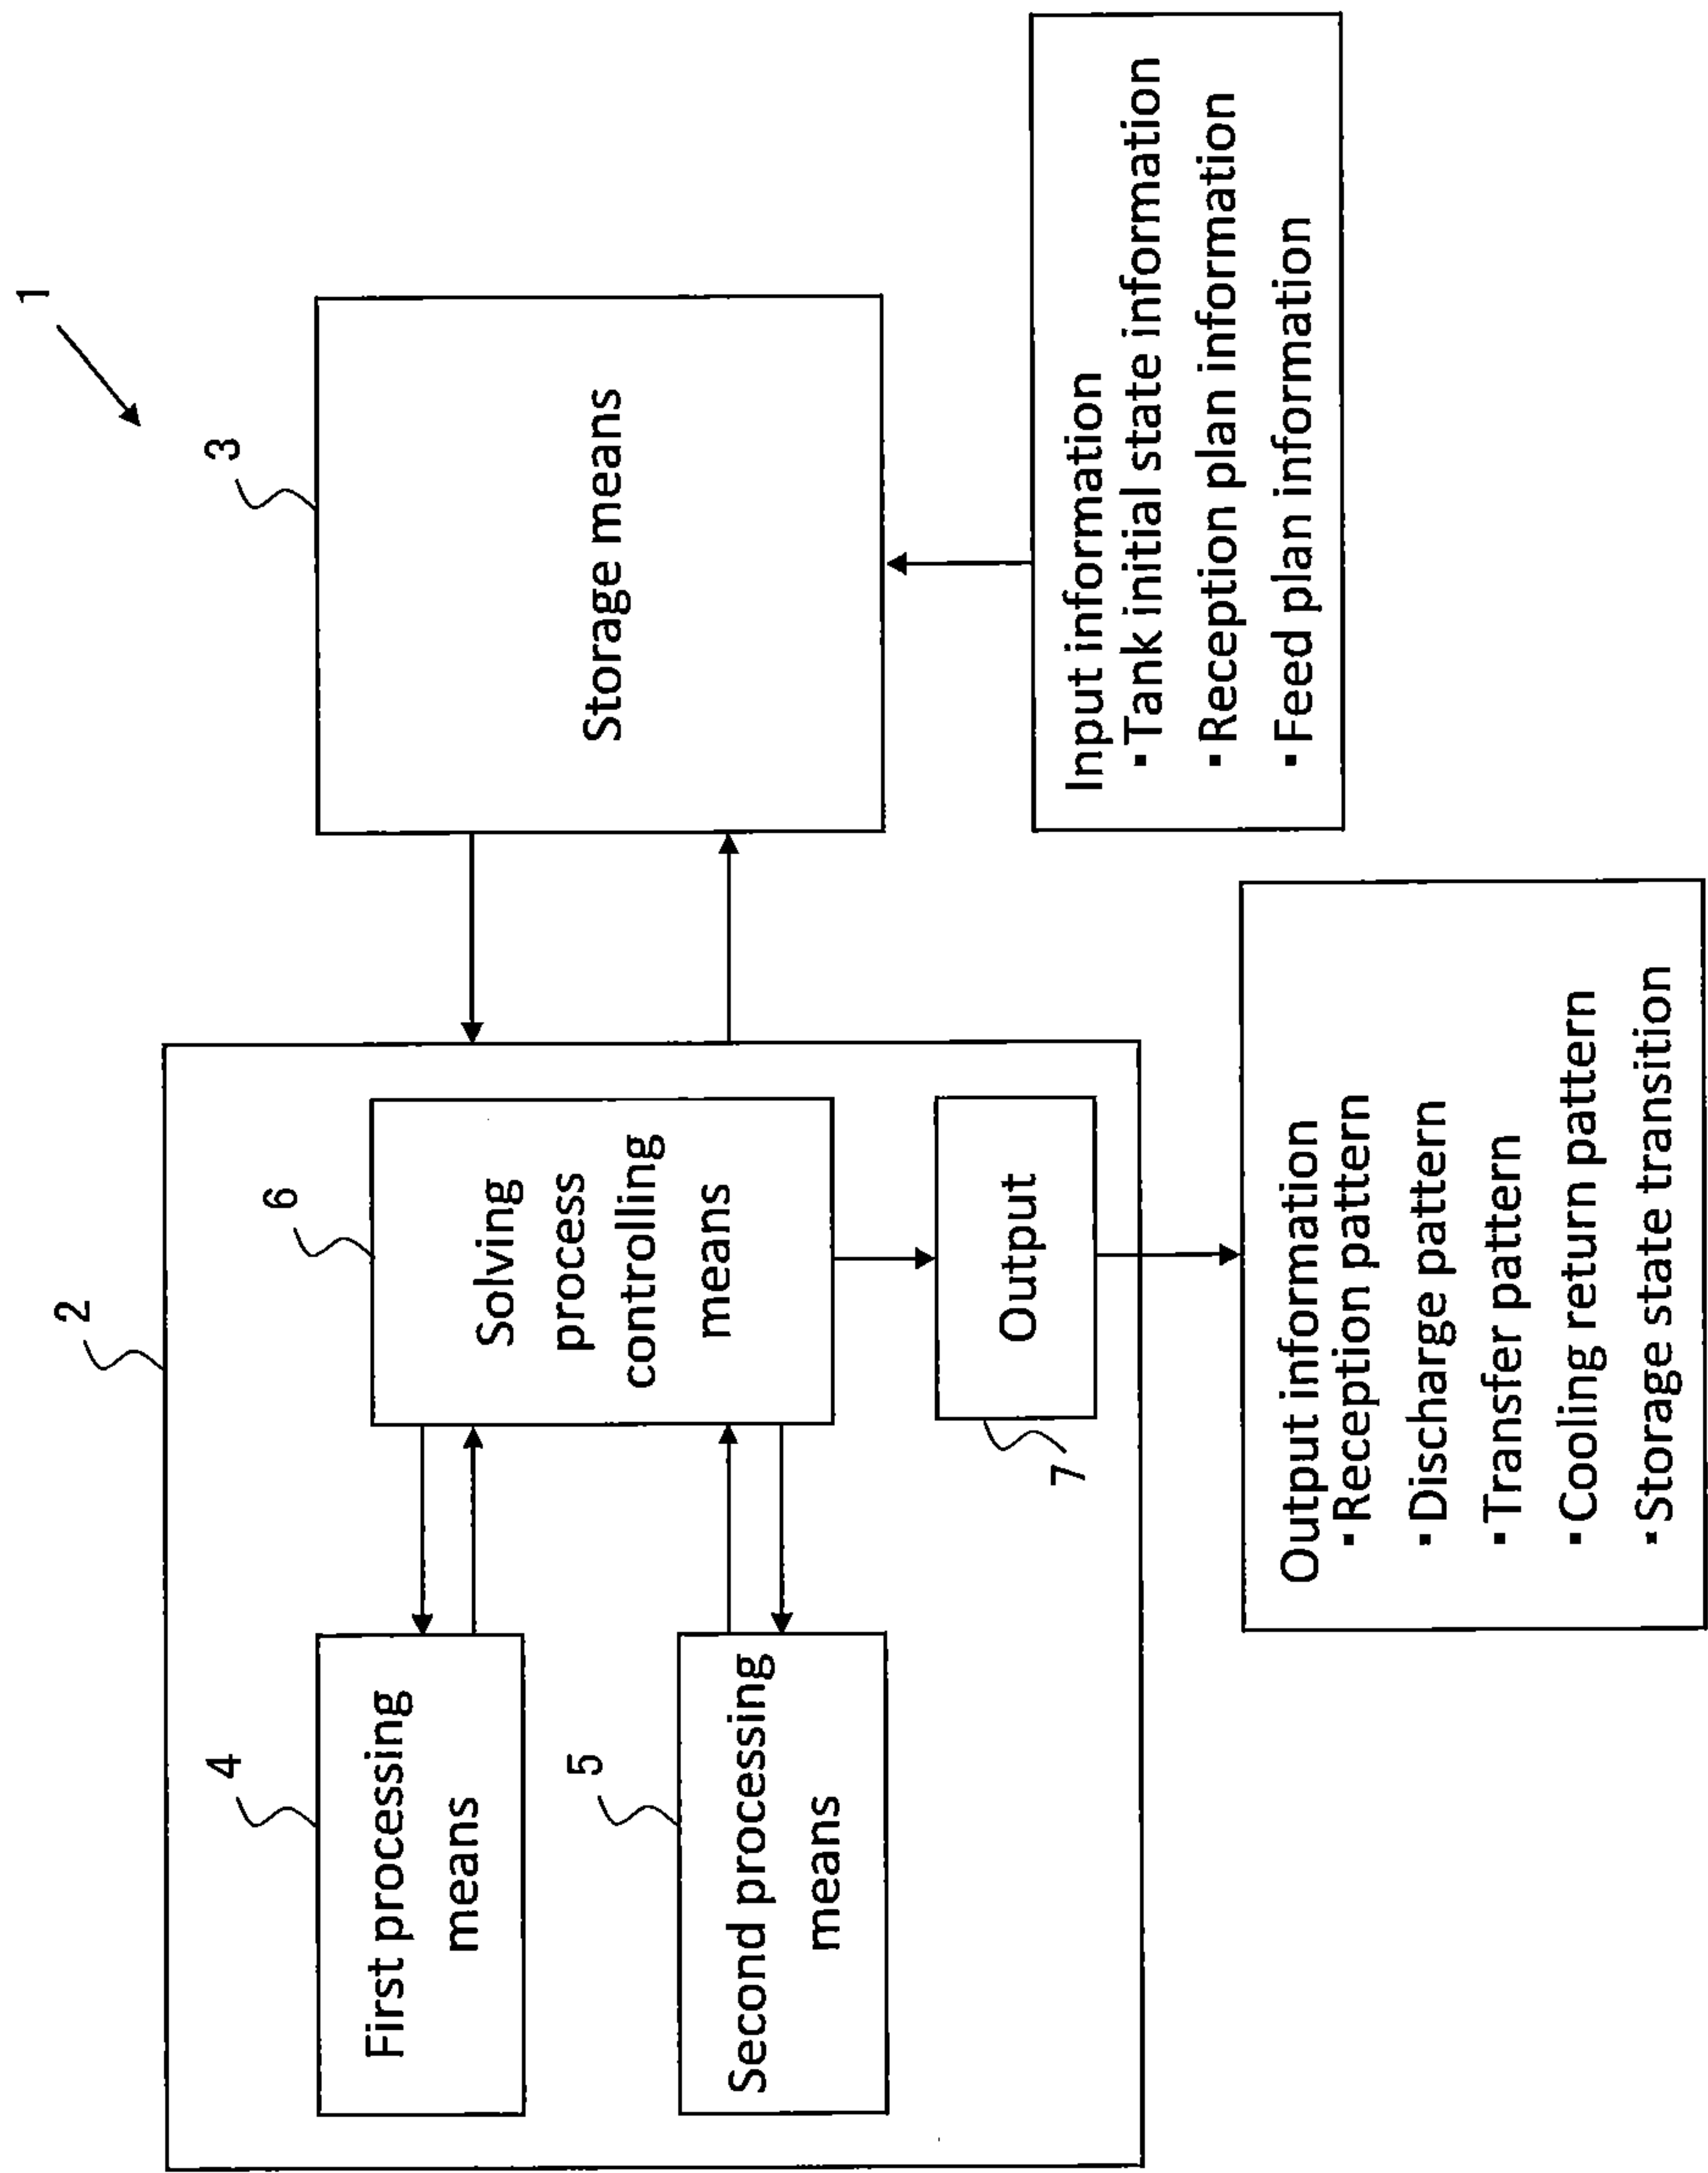 1
2
3
4
First processing
means
5
Second processing
means
6
Solving
process
controlling
means
7
Output
Storage means
Output information
・Reception pattern
・Discharge pattern
・Transfer pattern
・Cooling return pattern
・Storage state transition
Input information
・Tank initial state information
・Reception plan information
・Feed plan information